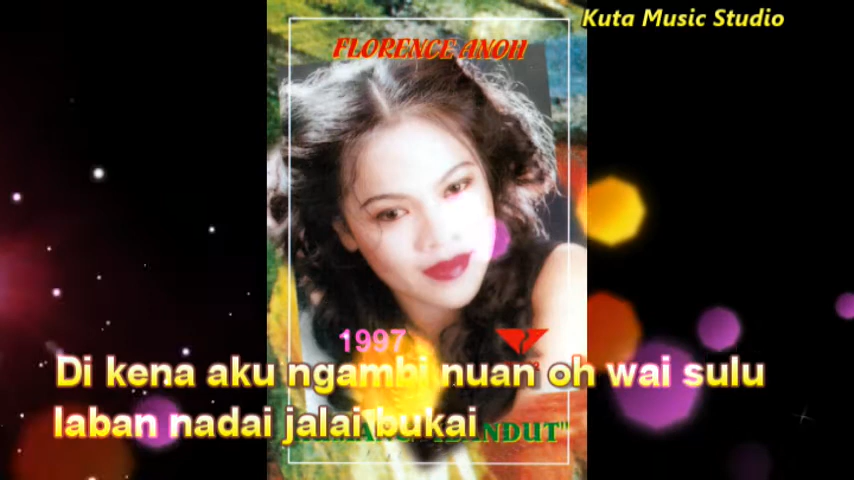 Kuta Music Studio
FLORENCE ANOH
1997
Di kena aku ngambi nuan oh wai sulu
laban nadai jalai bukai